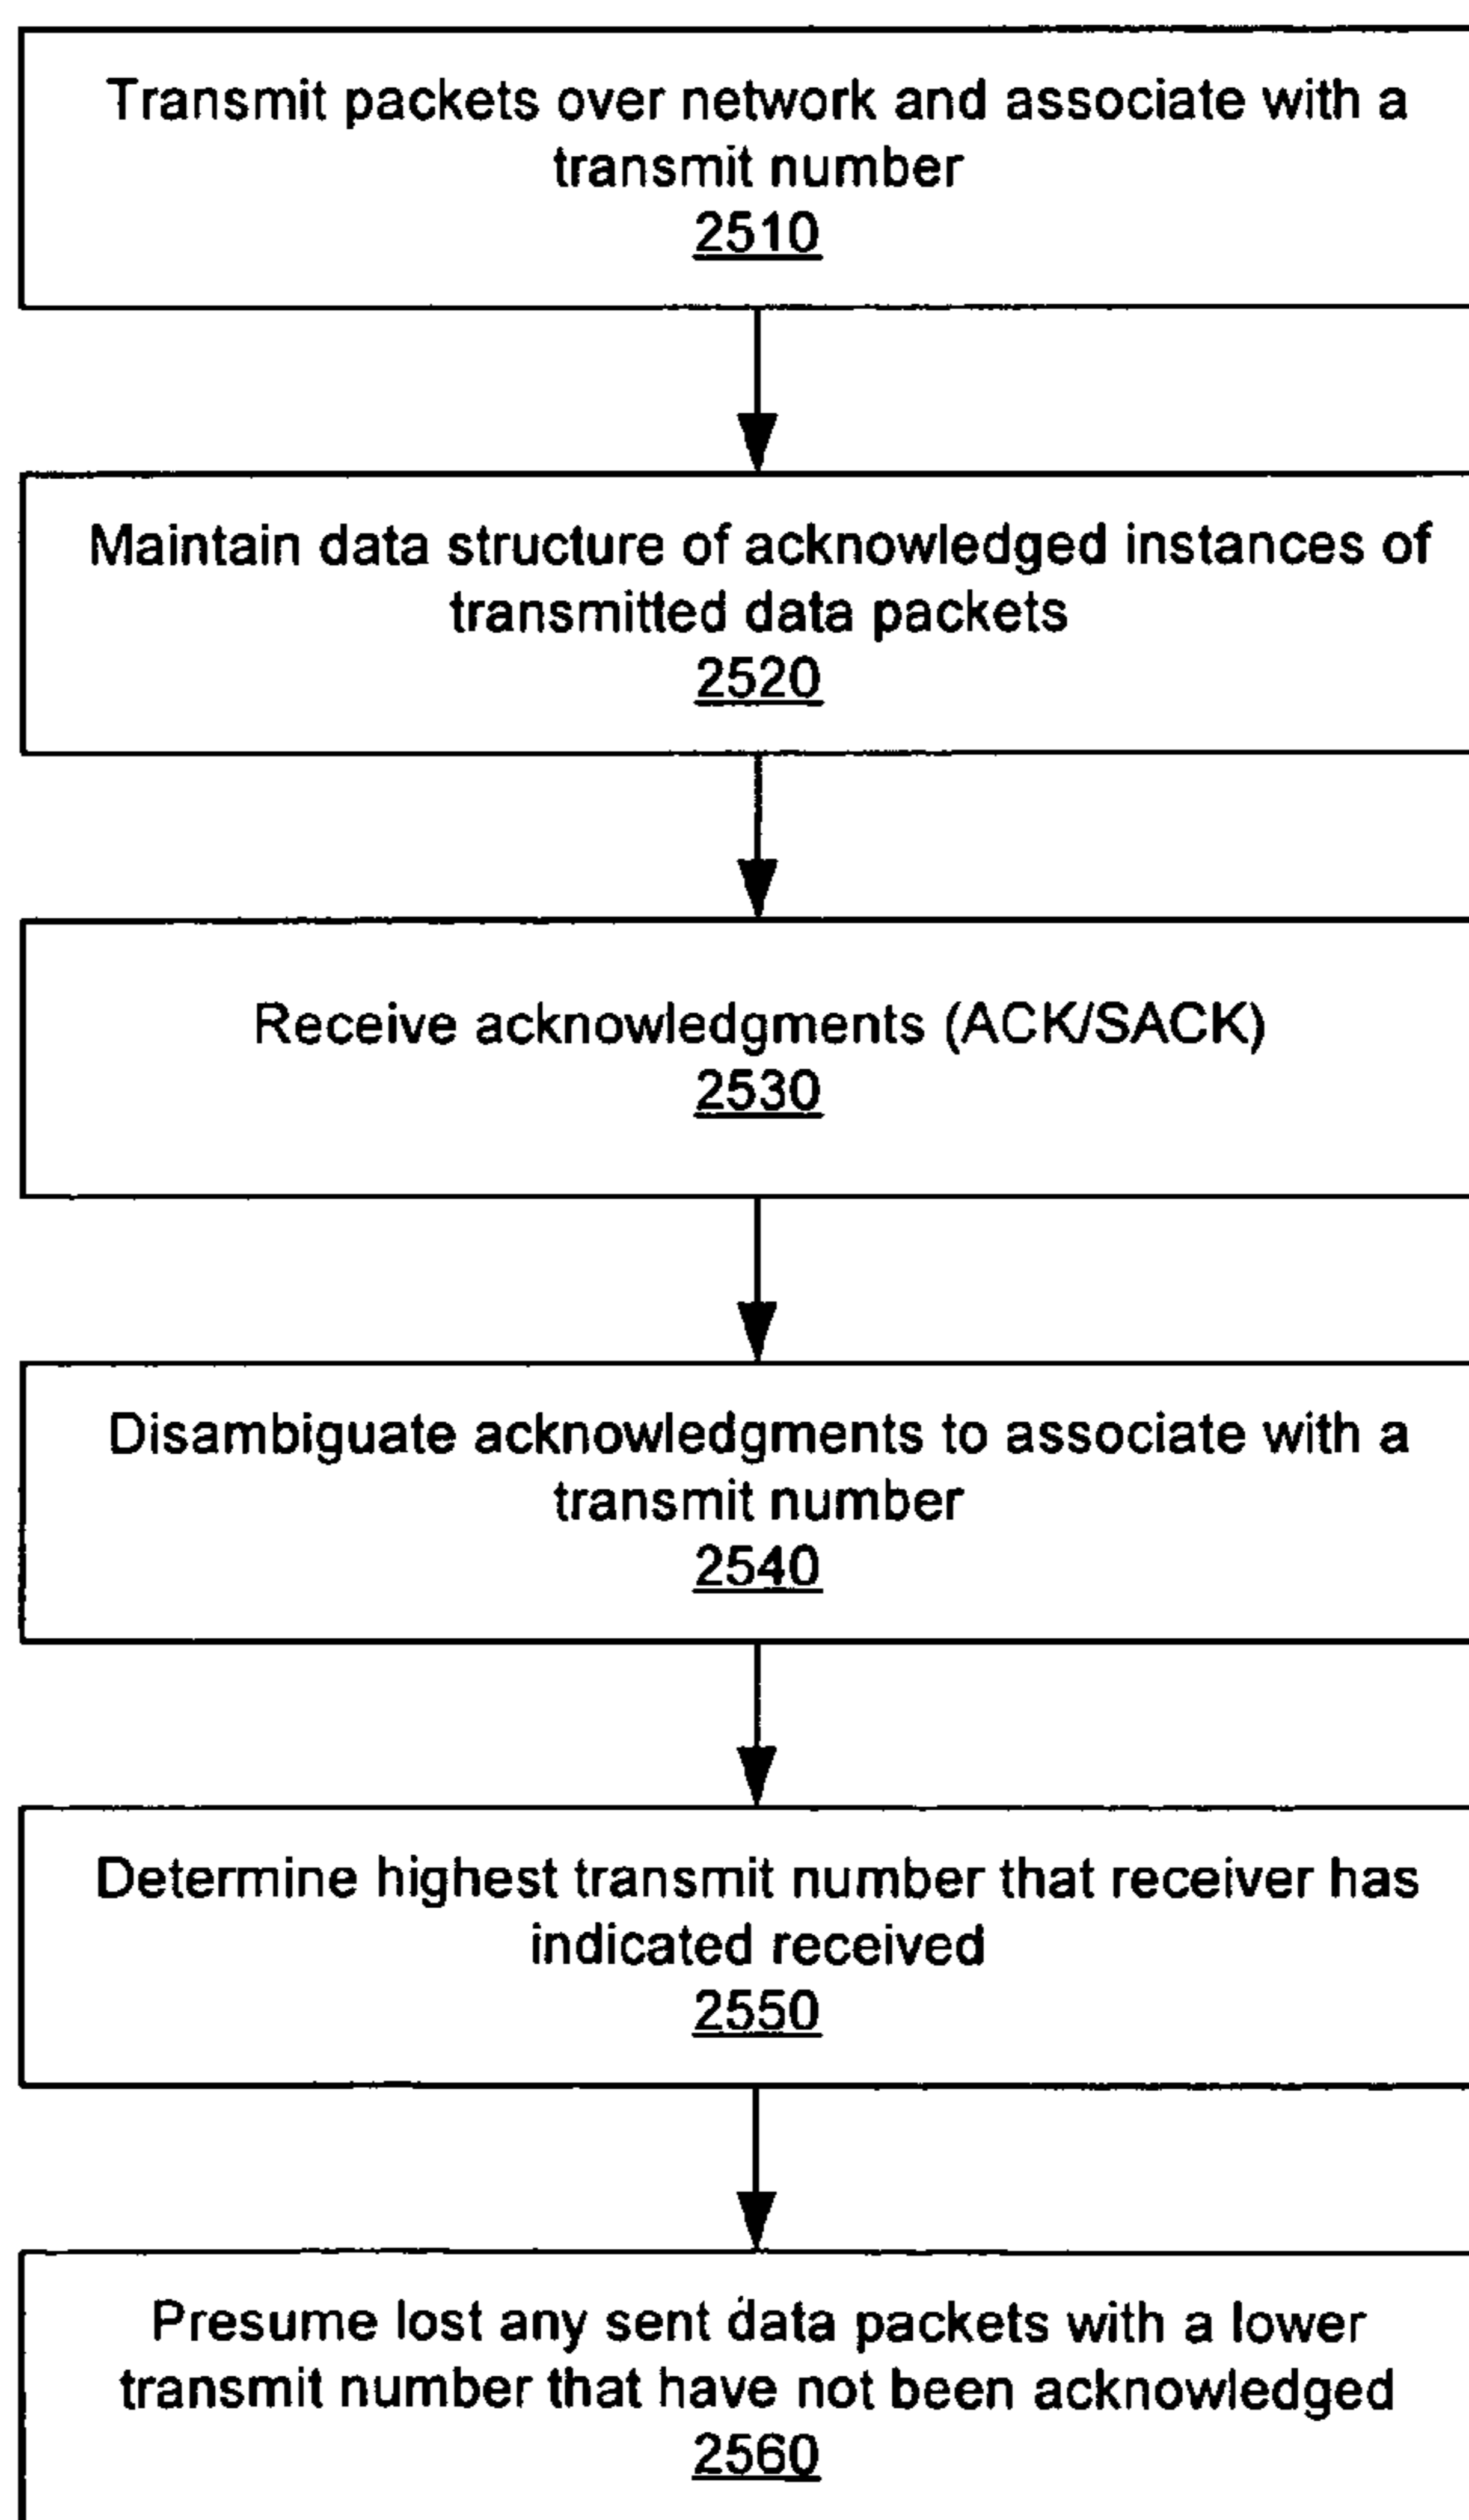 Transmit packets over network and associate with a
transmit number
2510
Maintain data structure of acknowledged instances of
transmitted data packets
2520
Receive acknowledgments (ACK/SACK)
2530
Disambiguate acknowledgments to associate with a
transmit number
2540
Determine highest transmit number that receiver has
indicated received
2550
Presume lost any sent data packets with a lower
transmit number that have not been acknowledged
2560